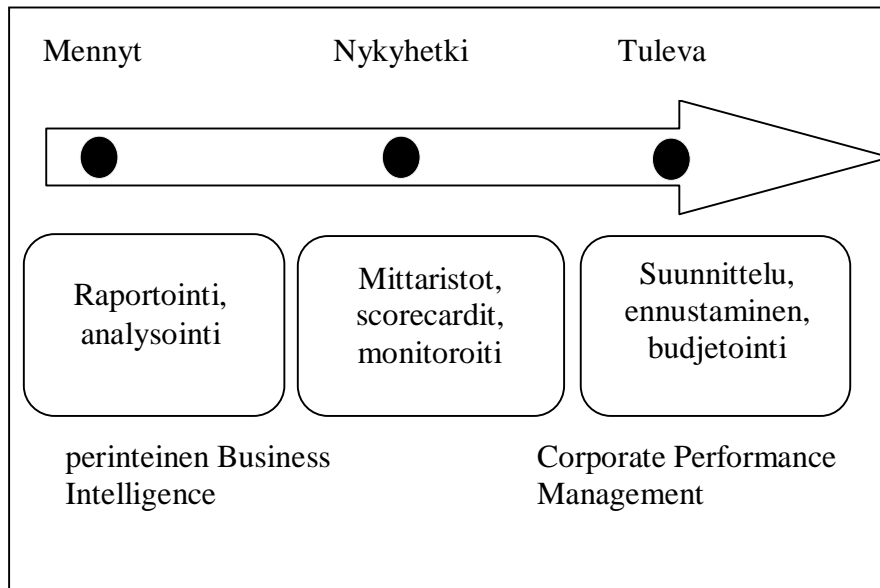 Mennyt
Nykyhetki
Tuleva
Raportointi,
analysointi
Mittaristot,
scorecardit,
monitoroiti
Suunnittelu,
ennustaminen,
budjetointi
perinteinen Business
Intelligence
Corporate Performance
Management